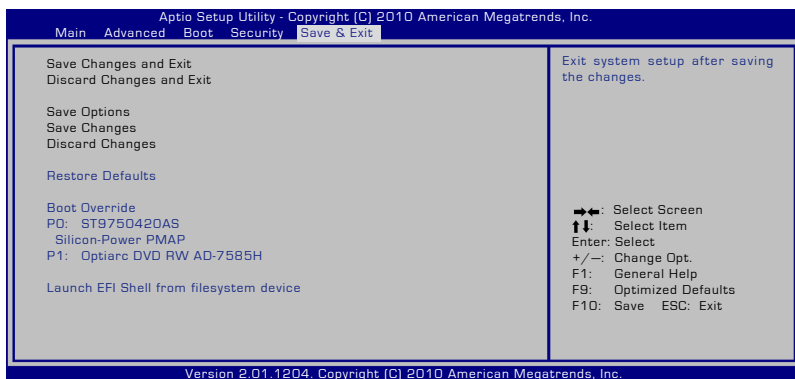 Aptio Setup Utility - Copyright (C) 2010 American Megatrends, Inc.
Main Advanced Boot Security Save & Exit
Save Changes and Exit
Discard Changes and Exit
Save Options
Save Changes
Discard Changes
Restore Defaults
Boot Override
P0: ST9750420AS
Silicon-Power PMAP
P1: Optiarc DVD RW AD-7585H
Launch EFI Shell from filesystem device
Exit system setup after saving
the changes.
→←: Select Screen
↑↓: Select Item
Enter: Select
+/—: Change Opt.
F1: General Help
F9: Optimized Defaults
F10: Save ESC: Exit
Version 2.01.1204. Copyright (C) 2010 American Megatrends, Inc.